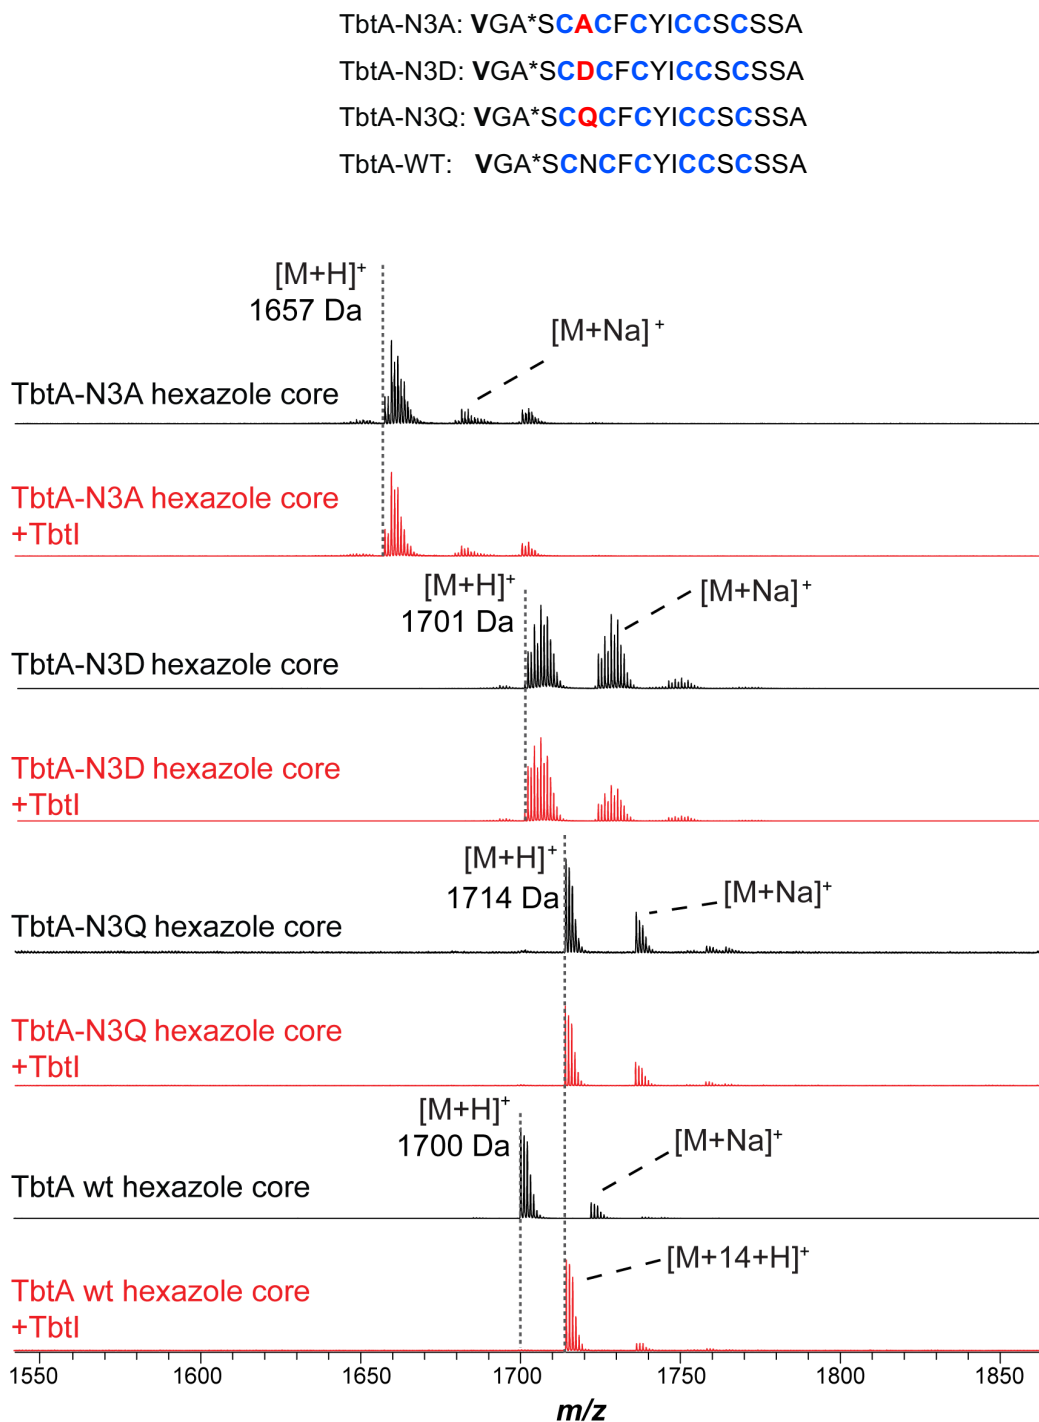 TbtA-N3A: VGA*SCACFCYICCSCSSA
TbtA-N3D: VGA*SCDCFCYICCSCSSA
TbtA-N3Q: VGA*SCQCFCYICCSCSSA
TbtA-WT: VGA*SCNCFCYICCSCSSA
[M+H]+
1657 Da
[M+Na]+
TbtA-N3A hexazole core
TbtA-N3A hexazole core
+TbtI
[M+H]+
1701 Da
[M+Na]+
TbtA-N3D hexazole core
TbtA-N3D hexazole core
+TbtI
[M+H]+
1714 Da
[M+Na]+
TbtA-N3Q hexazole core
TbtA-N3Q hexazole core
+TbtI
[M+H]+
1700 Da
[M+Na]+
TbtA wt hexazole core
[M+14+H]+
TbtA wt hexazole core
+TbtI
1550 1600 1650 1700 1750 1800 1850
m/z